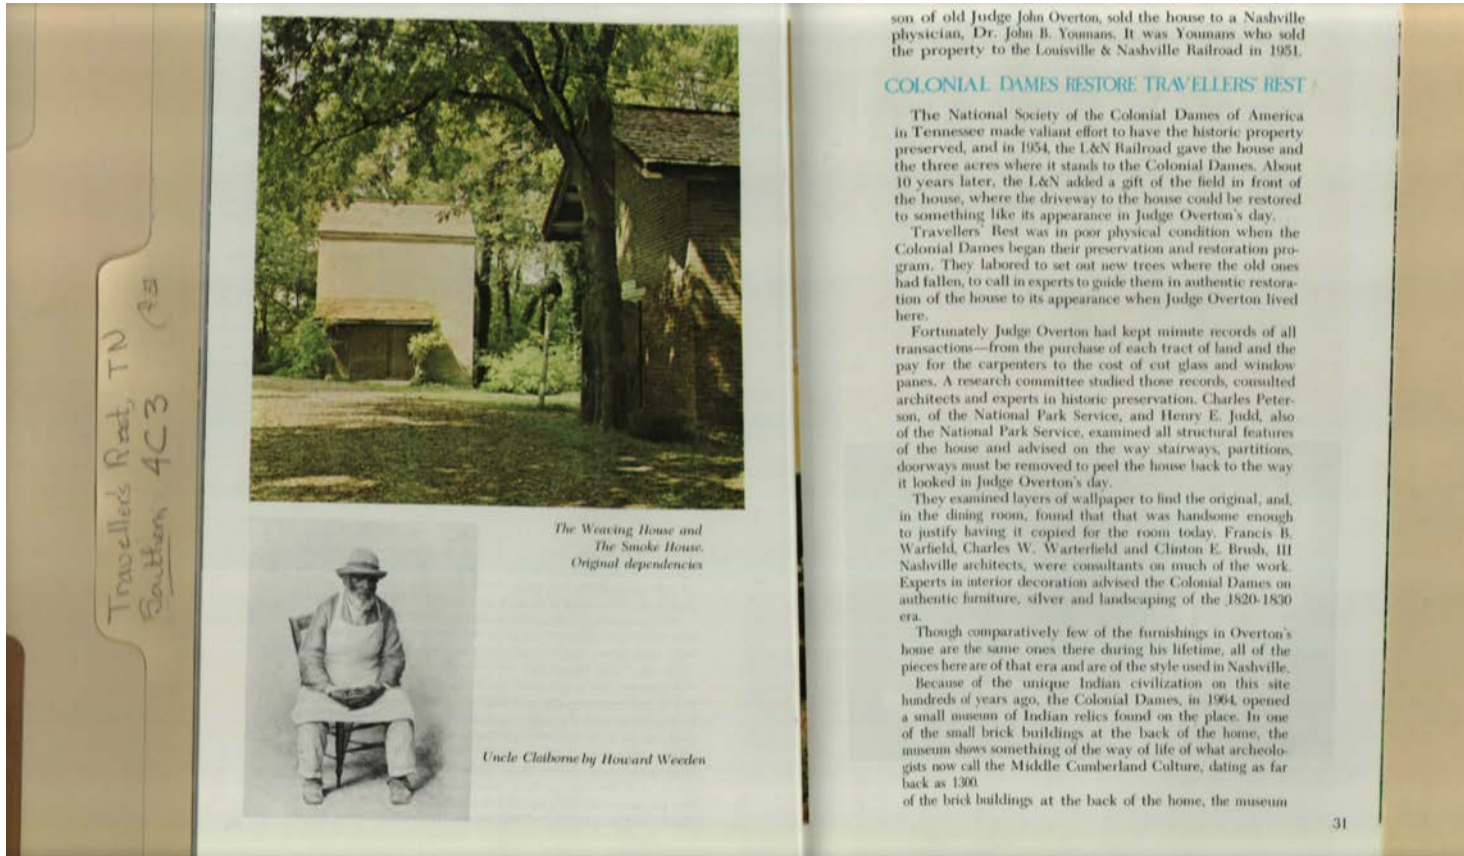 Travellers Rest, TN
Southern 4C3
The Weaving House and
The Smoke House.
Original dependencies
Uncle Claiborne by Howard Weeden
son of old Judge John Overton, sold the house to a Nashville
physician, Dr. John B. Youmans. It was Youmans who sold
the property to the Louisville & Nashville Railroad in 1951.
COLONIAL DAMES RESTORE TRAVELLERS' REST
The National Society of the Colonial Dames of America
in Tennessee made valiant effort to have the historic property
preserved, and in 1954, the L&N Railroad gave the house and
the three acres where it stands to the Colonial Dames. About
10 years later, the L&N added a gift of the field in front of
the house, where the driveway to the house could be restored
to something like its appearance in Judge Overton's day.
Travellers' Rest was in poor physical condition when the
Colonial Dames began their preservation and restoration pro-
gram. They labored to set out new trees where the old ones
had fallen, to call in experts to guide them in authentic restora-
tion of the house to its appearance when Judge Overton lived
here.
Fortunately Judge Overton had kept minute records of all
transactions—from the purchase of each tract of land and the
pay for the carpenters to the cost of cut glass and window
panes. A research committee studied those records, consulted
architects and experts in historic preservation. Charles Peter-
son, of the National Park Service, and Henry E. Judd, also
of the National Park Service, examined all structural features
of the house and advised on the way stairways, partitions,
doorways must be removed to peel the house back to the way
it looked in Judge Overton's day.
They examined layers of wallpaper to find the original, and,
in the dining room, found that that was handsome enough
to justify having it copied for the room today. Francis B.
Warfield, Charles W. Warterfield and Clinton E. Brush, III
Nashville architects, were consultants on much of the work.
Experts in interior decoration advised the Colonial Dames on
authentic furniture, silver and landscaping of the 1820-1830
era.
Though comparatively few of the furnishings in Overton's
home are the same ones there during his lifetime, all of the
pieces here are of that era and are of the style used in Nashville.
Because of the unique Indian civilization on this site
hundreds of years ago, the Colonial Dames, in 1964, opened
a small museum of Indian relics found on the place. In one
of the small brick buildings at the back of the home, the
museum shows something of the way of life of what archeolo-
gists now call the Middle Cumberland Culture, dating as far
back as 1300.
of the brick buildings at the back of the home, the museum
31